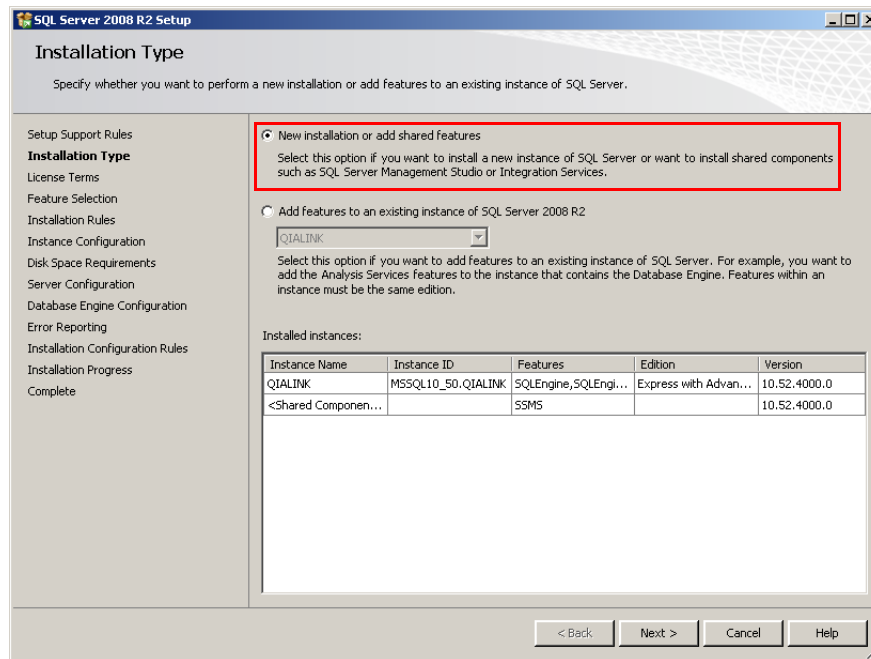 SQL Server 2008 R2 Setup
Installation Type
Specify whether you want to perform a new installation or add features to an existing instance of SQL Server.
Setup Support Rules
Installation Type
License Terms
Feature Selection
Installation Rules
Instance Configuration
Disk Space Requirements
Server Configuration
Database Engine Configuration
Error Reporting
Installation Configuration Rules
Installation Progress
Complete
New installation or add shared features
Select this option if you want to install a new instance of SQL Server or want to install shared components
such as SQL Server Management Studio or Integration Services.
Add features to an existing instance of SQL Server 2008 R2
QIALINK
Select this option if you want to add features to an existing instance of SQL Server. For example, you want to
add the Analysis Services features to the instance that contains the Database Engine. Features within an
instance must be the same edition.
Installed instances:
Instance Name Instance ID Features Edition Version
QIALINK MSSQL10_50.QIALINK SQLEngine,SQLEngi... Express with Advan... 10.52.4000.0
<Shared Componen... SSMS 10.52.4000.0
< Back Next > Cancel Help